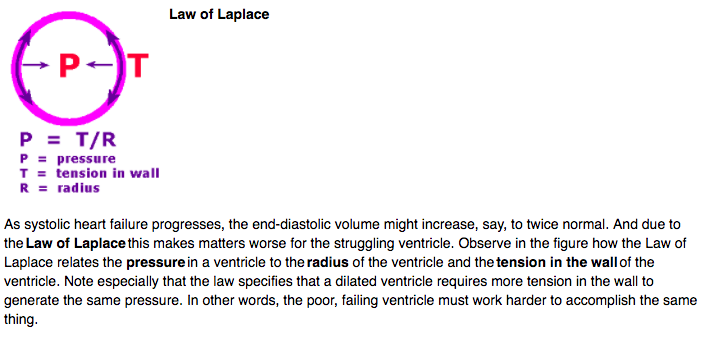 Law of Laplace
P T
P = T/R
P = pressure
T = tension in wall
R = radius
As systolic heart failure progresses, the end-diastolic volume might increase, say, to twice normal. And due to
the Law of Laplace this makes matters worse for the struggling ventricle. Observe in the figure how the Law of
Laplace relates the pressure in a ventricle to the radius of the ventricle and the tension in the wall of the
ventricle. Note especially that the law specifies that a dilated ventricle requires more tension in the wall to
generate the same pressure. In other words, the poor, failing ventricle must work harder to accomplish the same
thing.